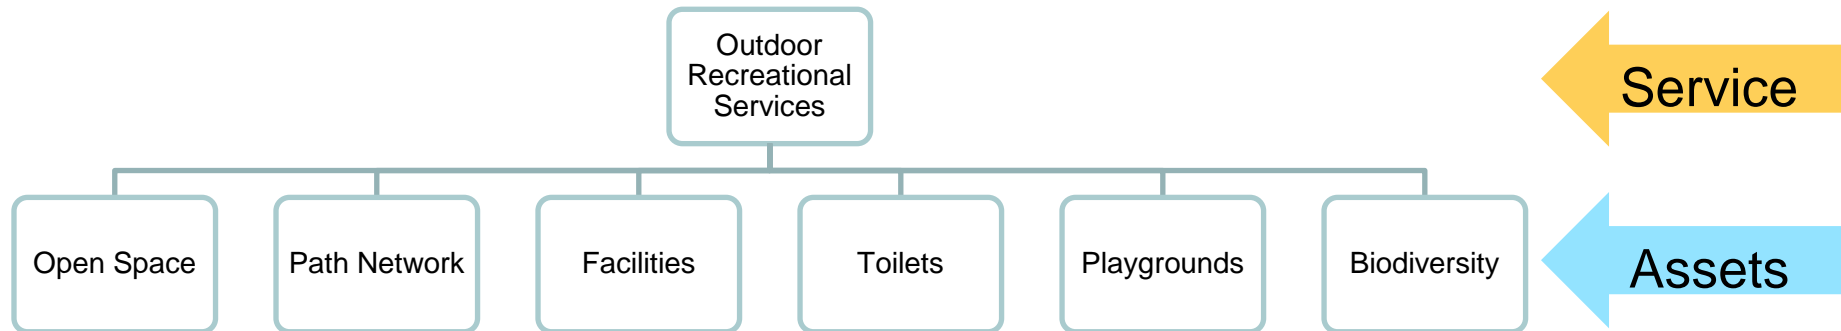 Outdoor
Recreational
Services
Service
Open Space
Path Network
Facilities
Toilets
Playgrounds
Biodiversity
Assets